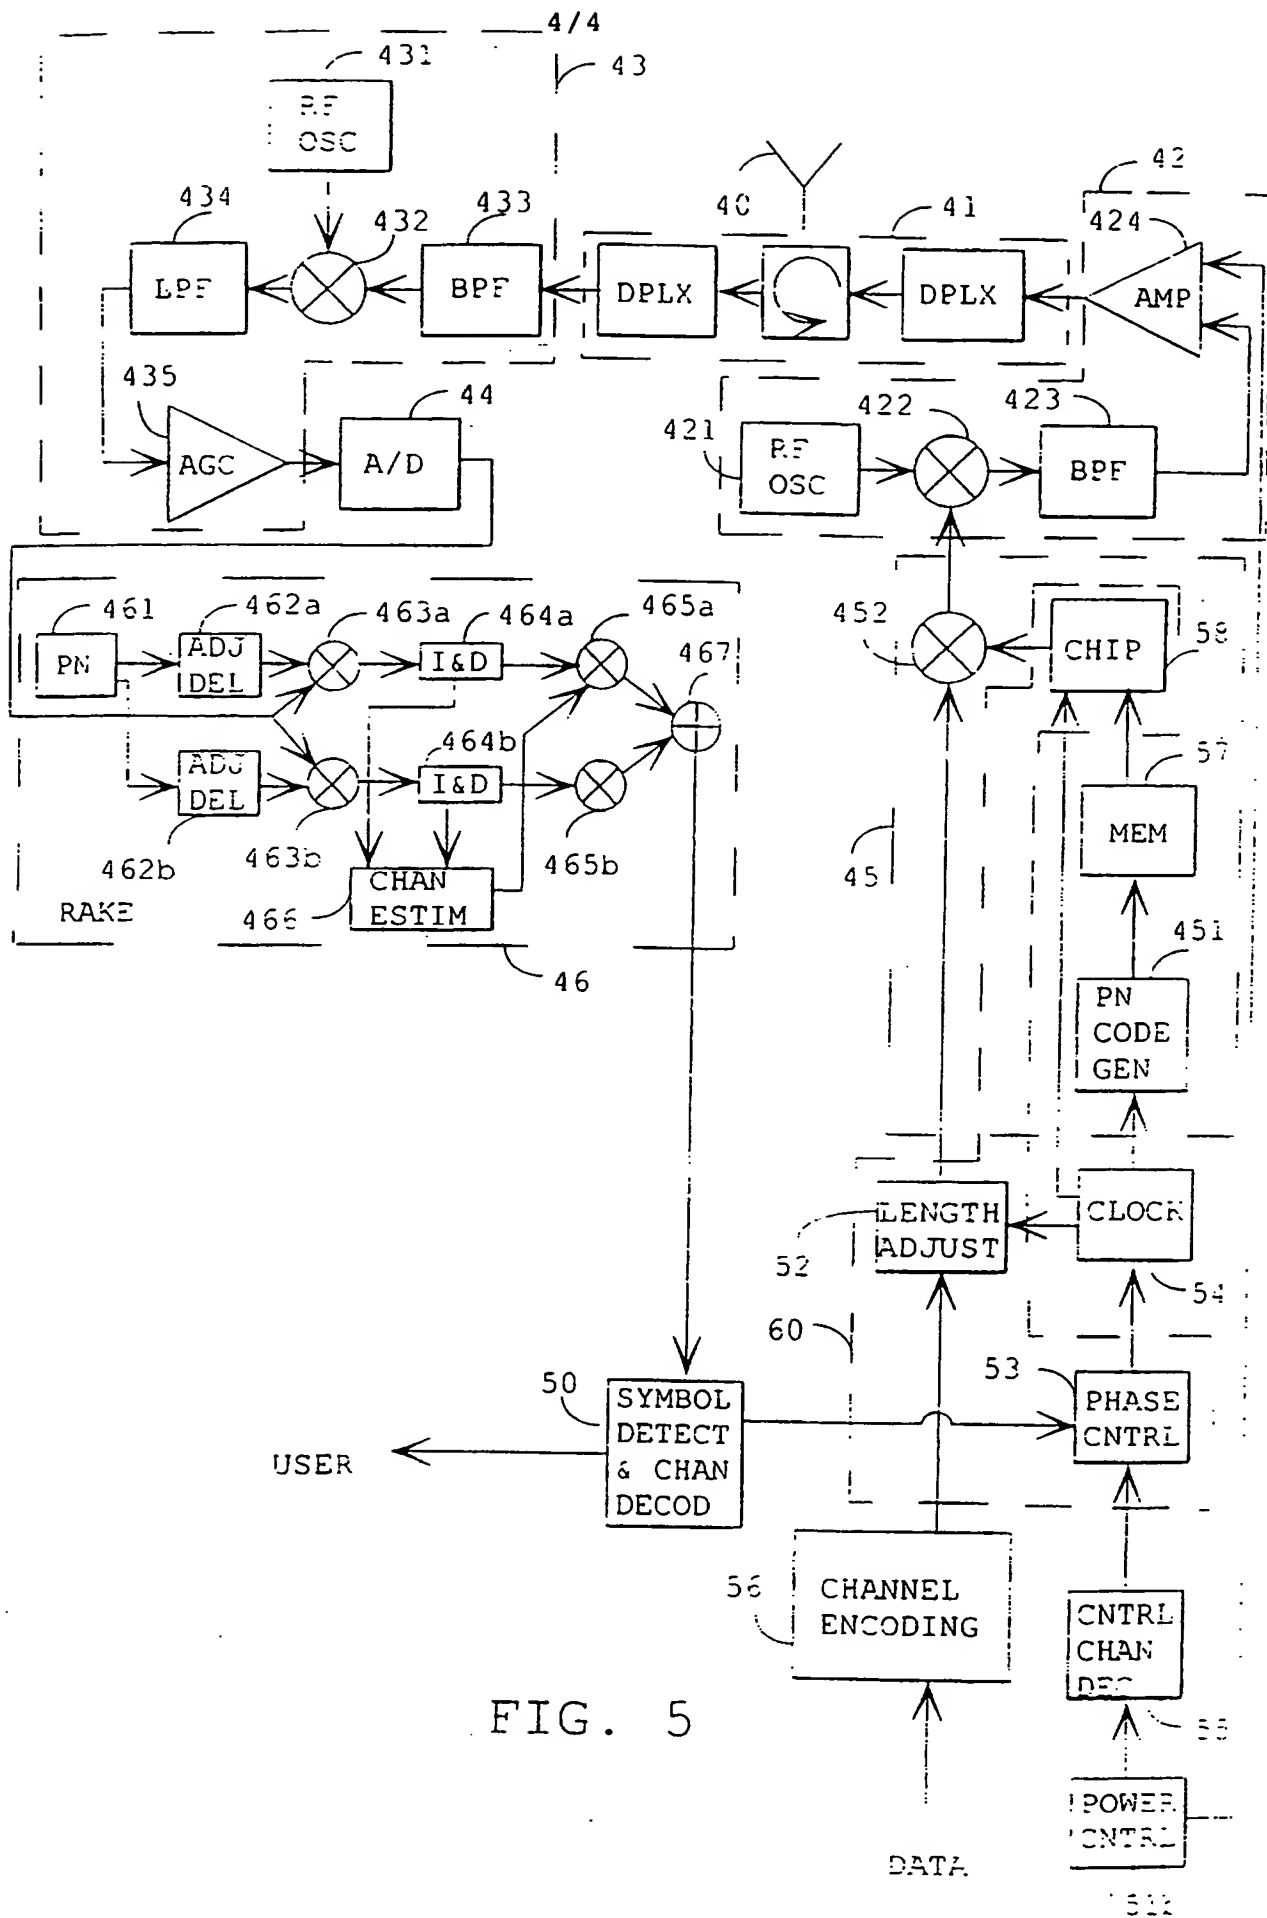 4/4
431
43
RF
OSC
42
434
432
433
40
41
424
LPF
BPF
DPLX
DPLX
AMP
435
44
421
422
423
AGC
A/D
RF
OSC
BPF
461
462a
463a
464a
465a
467
452
58
PN
ADJ
DEL
I&D
CHIP
464b
57
ADJ
DEL
I&D
MEM
462b
463b
465b
45
CHAN
ESTIM
RAKE
466
451
46
PN
CODE
GEN
LENGTH
ADJUST
CLOCK
52
54
60
53
50
SYMBOL
DETECT
& CHAN
DECOD
PHASE
CNTRL
USER
56
CHANNEL
ENCODING
CNTRL
CHAN
DEC
55
FIG. 5
POWER
CNTRL
DATA